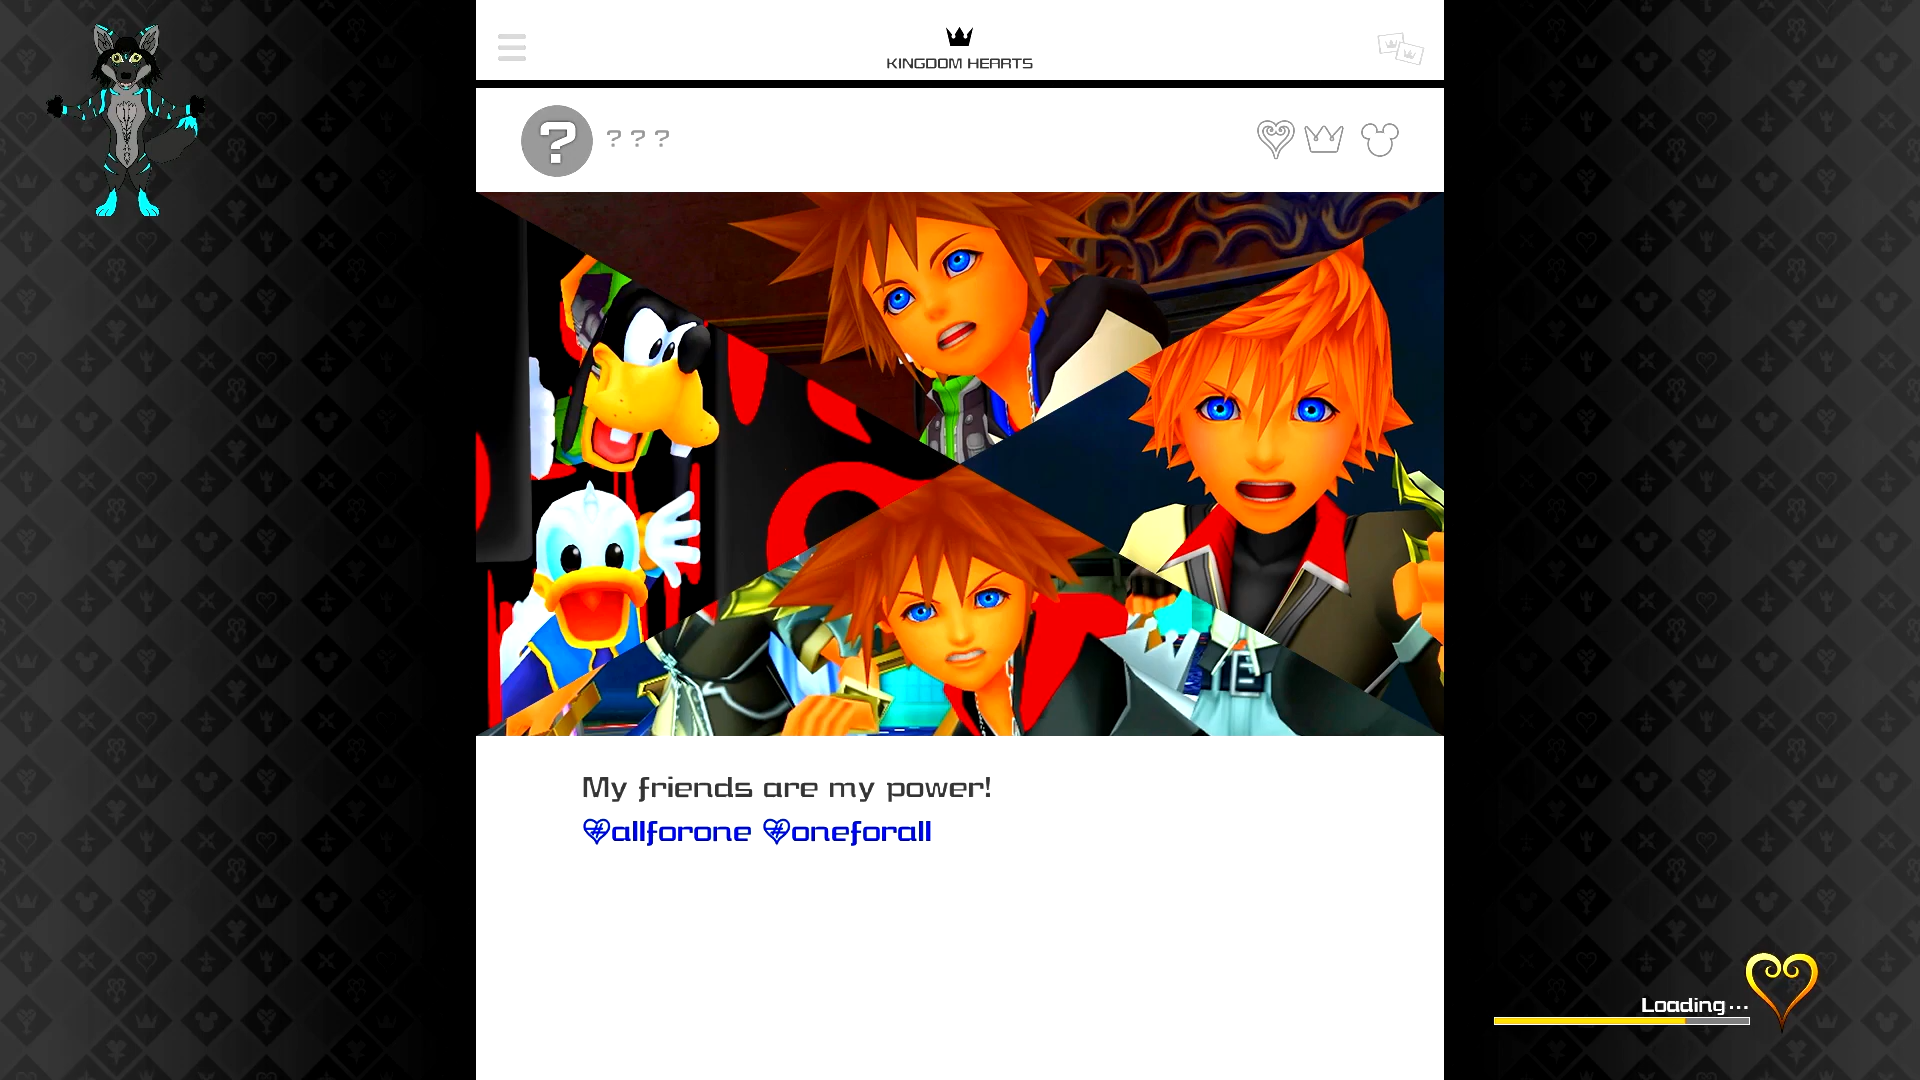 KINGDOM HEARTS
? ? ? ?
My friends are my power!
#allforone #oneforall
Loading...